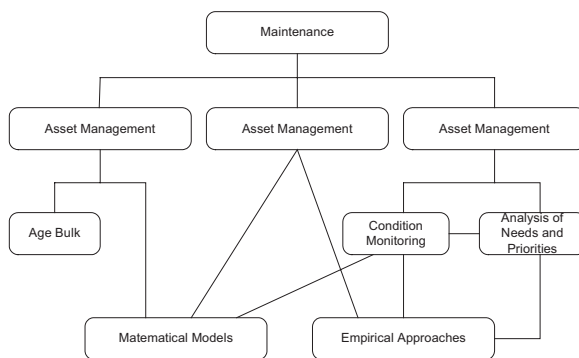 Maintenance
Asset Management
Asset Management
Asset Management
Age Bulk
Condition
Monitoring
Analysis of
Needs and
Priorities
Matematical Models
Empirical Approaches